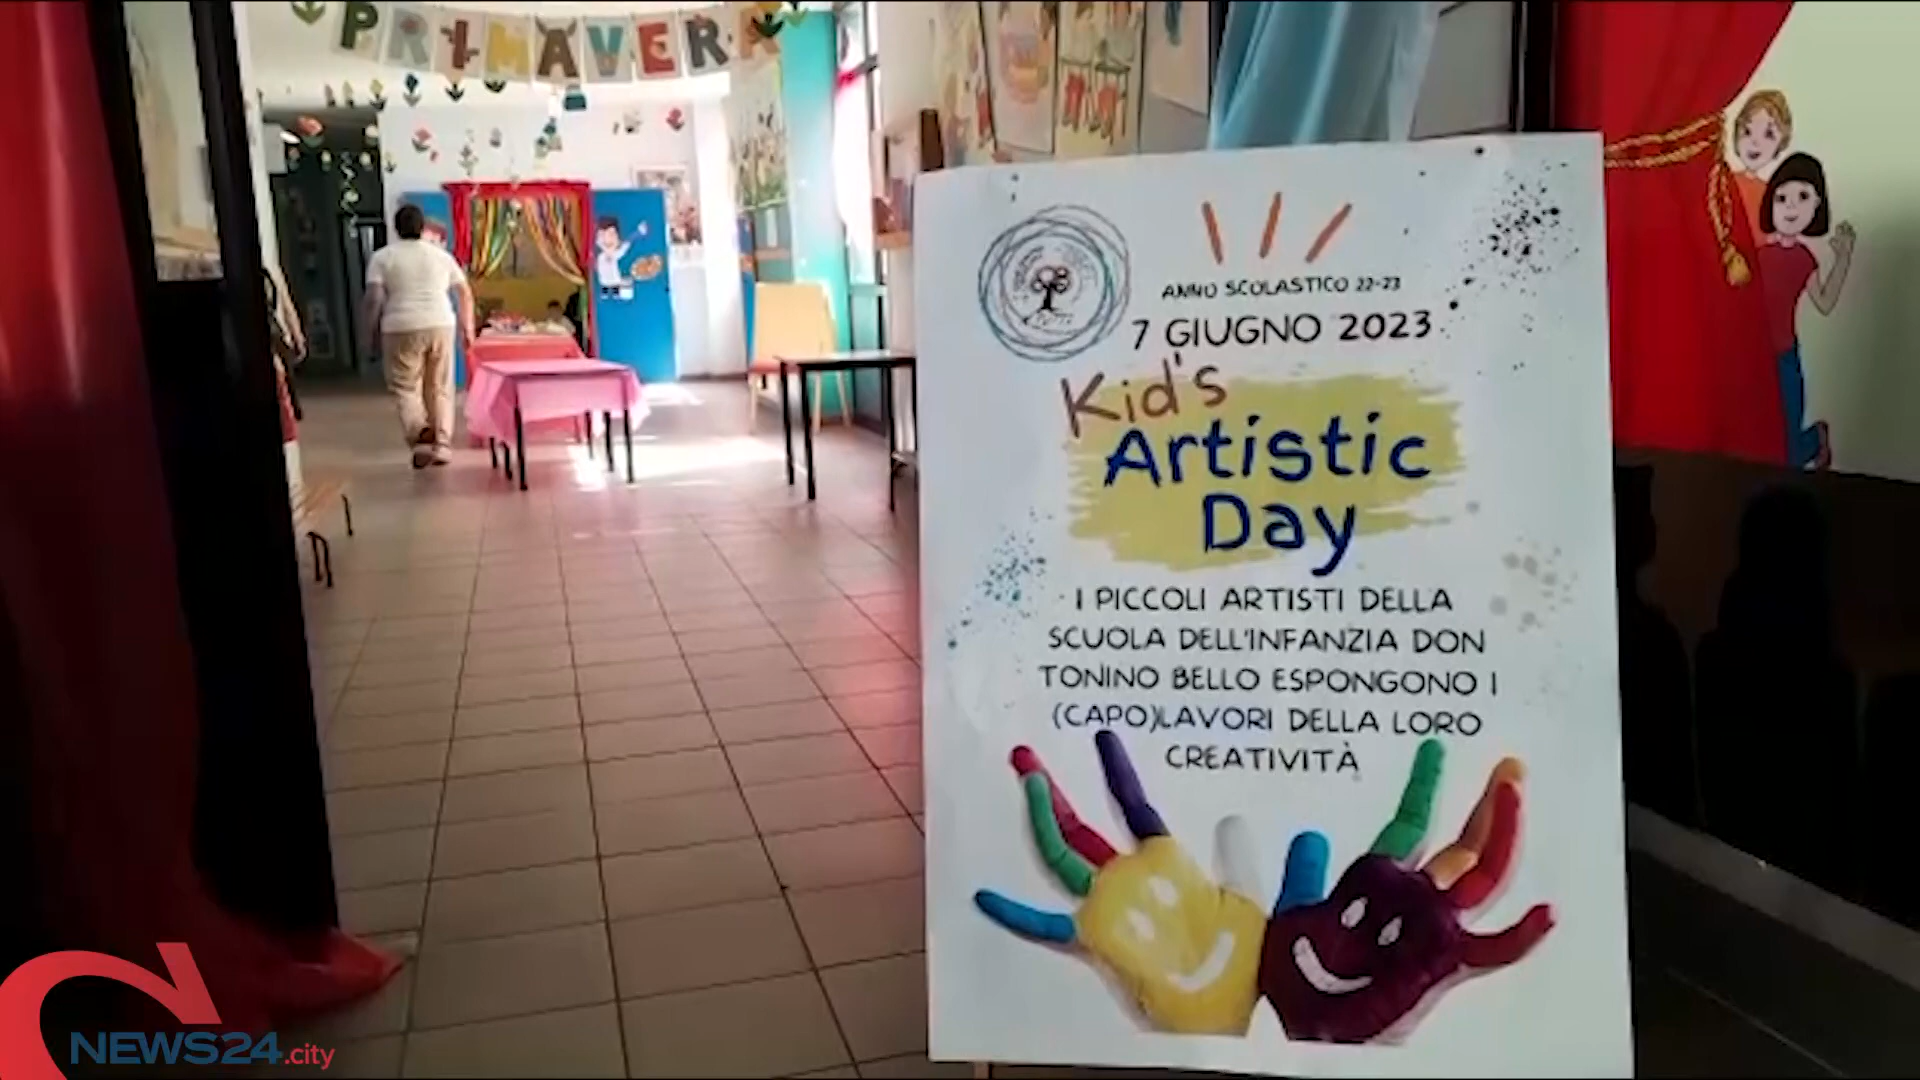 PRIMAVERA
ANNO SCOLASTICO 22-23
7 GIUGNO 2023
Kid's
Artistic
Day
I PICCOLI ARTISTI DELLA
SCUOLA DELL'INFANZIA DON
TONINO BELLO ESPONGONO I
(CAPO)LAVORI DELLA LORO
CREATIVITÀ
NEWS24.city